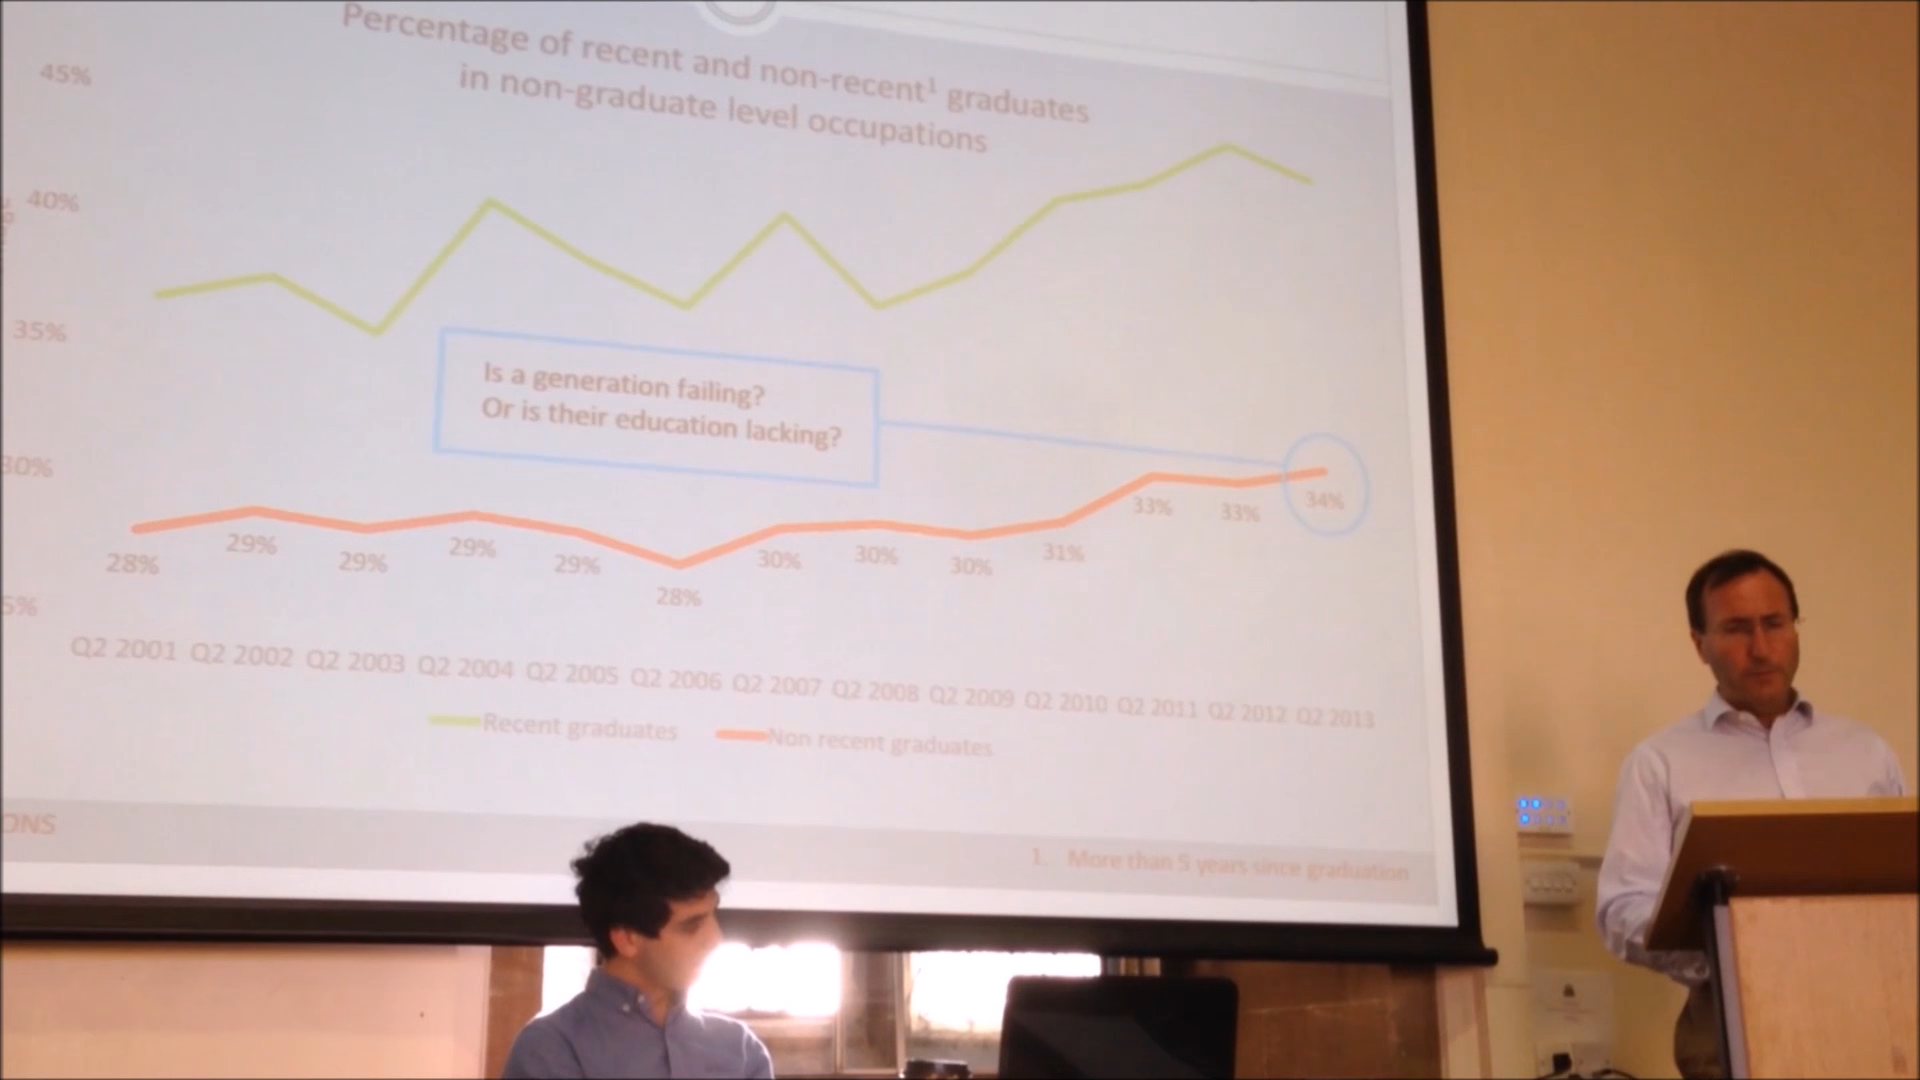 Percentage of recent and non-recent¹ graduates
in non-graduate level occupations
45%
40%
35%
30%
5%
Is a generation failing?
Or is their education lacking?
28%
29%
29%
29%
29%
28%
30%
30%
30%
31%
33%
33%
34%
Q2 2001 Q2 2002 Q2 2003 Q2 2004 Q2 2005 Q2 2006 Q2 2007 Q2 2008 Q2 2009 Q2 2010 Q2 2011 Q2 2012 Q2 2013
Recent graduates Non recent graduates
ONS
1. More than 5 years since graduation